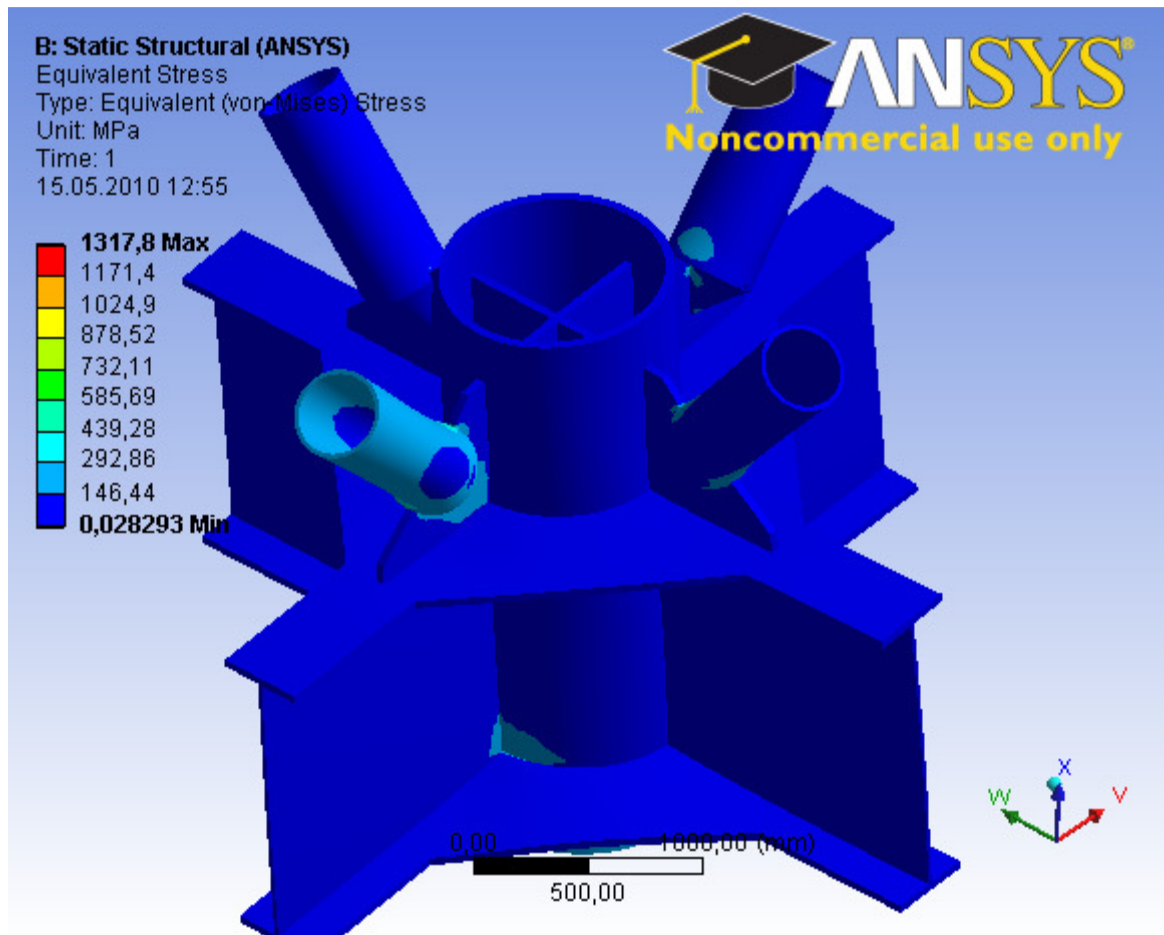 B: Static Structural (ANSYS)
Equivalent Stress
Type: Equivalent (von-Mises) Stress
Unit: MPa
Time: 1
15.05.2010 12:55
ANSYS®
Noncommercial use only
1317,8 Max
1171,4
1024,9
878,52
732,11
585,69
439,28
292,86
146,44
0,028293 Min
X
W
V
0,00
1000,00 (mm)
500,00